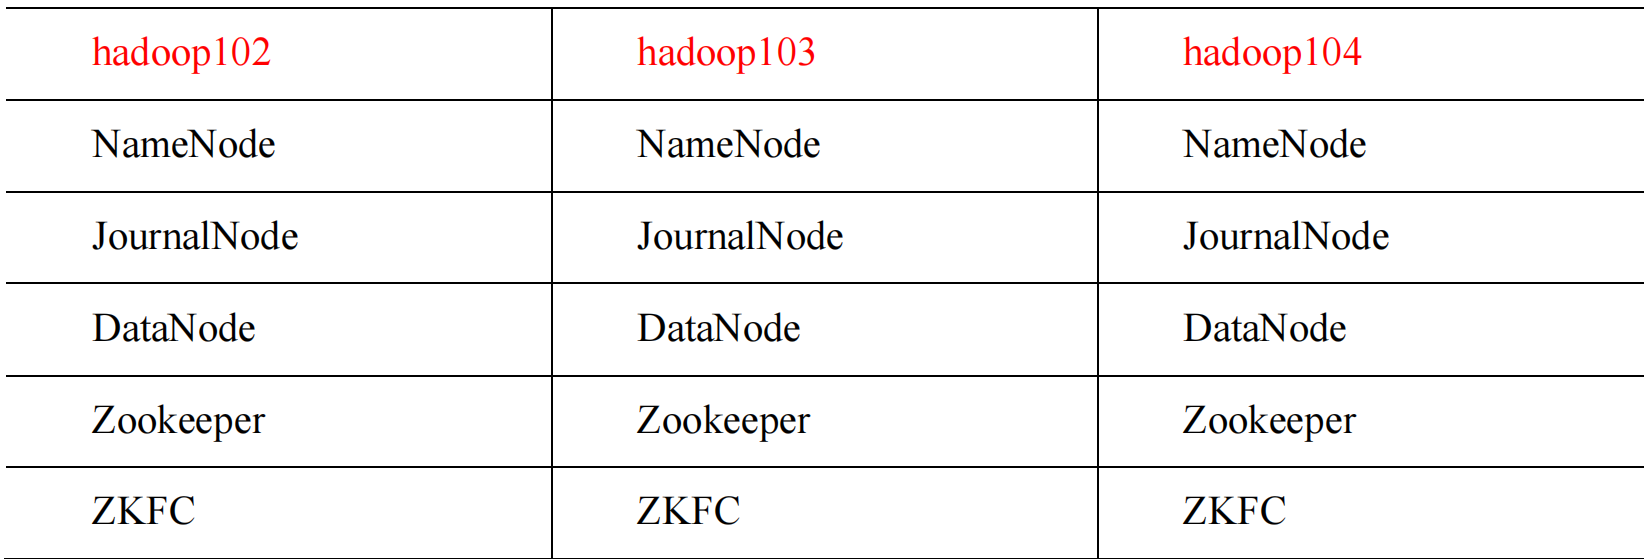 hadoop102 hadoop103 hadoop104
NameNode NameNode NameNode
JournalNode JournalNode JournalNode
DataNode DataNode DataNode
Zookeeper Zookeeper Zookeeper
ZKFC ZKFC ZKFC